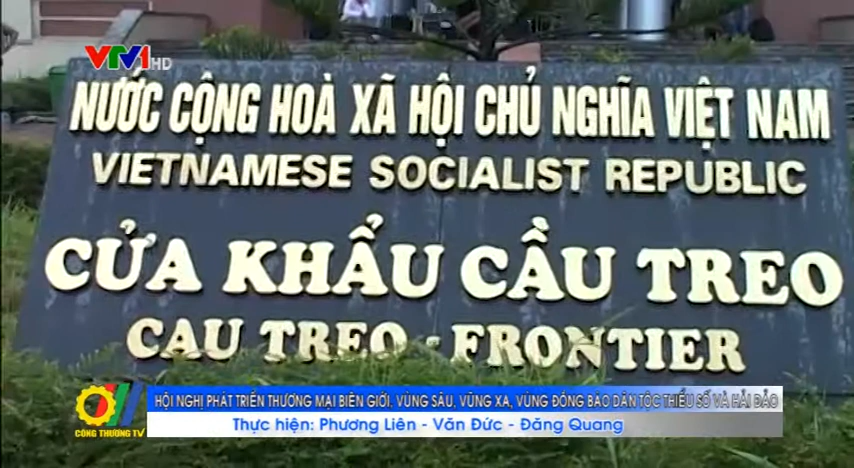 VTV1 HD
NƯỚC CỘNG HOÀ XÃ HỘI CHỦ NGHĨA VIỆT NAM
VIETNAMESE SOCIALIST REPUBLIC
CỬA KHẨU CẦU TREO
CAU TREO - FRONTIER
HỘI NGHỊ PHÁT TRIỂN THƯƠNG MẠI BIÊN GIỚI, VÙNG SÂU, VÙNG XA, VÙNG ĐỒNG BÀO DÂN TỘC THIỂU SỐ VÀ HẢI ĐẢO
Thực hiện: Phương Liên - Văn Đức - Đăng Quang
CÔNG THƯƠNG TV